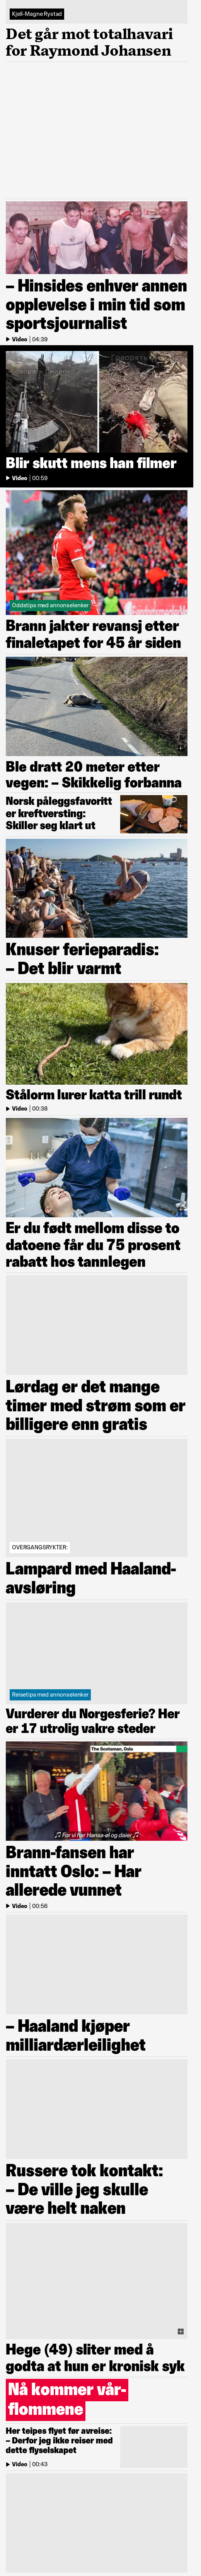 Kjell-Magne Rystad
Det går mot totalhavari
for Raymond Johansen
– Hinsides enhver annen
opplevelse i min tid som
sportsjournalist
Video | 04:39
Говорять
Blir skutt mens han filmer
Video | 00:59
Oddstips med annonselenker
Brann jakter revansj etter
finaletapet for 45 år siden
Ble dratt 20 meter etter
vegen: – Skikkelig forbanna
Norsk påleggsfavoritt
er kreftversting:
Skiller seg klart ut
Knuser ferieparadis:
– Det blir varmt
Stålorm lurer katta trill rundt
Video | 00:38
Er du født mellom disse to
datoene får du 75 prosent
rabatt hos tannlegen
Lørdag er det mange
timer med strøm som er
billigere enn gratis
OVERGANGSRYKTER:
Lampard med Haaland-
avsløring
Reisetips med annonselenker
Vurderer du Norgesferie? Her
er 17 utrolig vakre steder
The Scotsman, Oslo
♫ For vi har Hansa-øl og daler ♫
Brann-fansen har
inntatt Oslo: – Har
allerede vunnet
Video | 00:56
– Haaland kjøper
milliardærleilighet
Russere tok kontakt:
– De ville jeg skulle
være helt naken
Hege (49) sliter med å
godta at hun er kronisk syk
Nå kommer vår-
flommene
Her teipes flyet før avreise:
– Derfor jeg ikke reiser med
dette flyselskapet
Video | 00:43